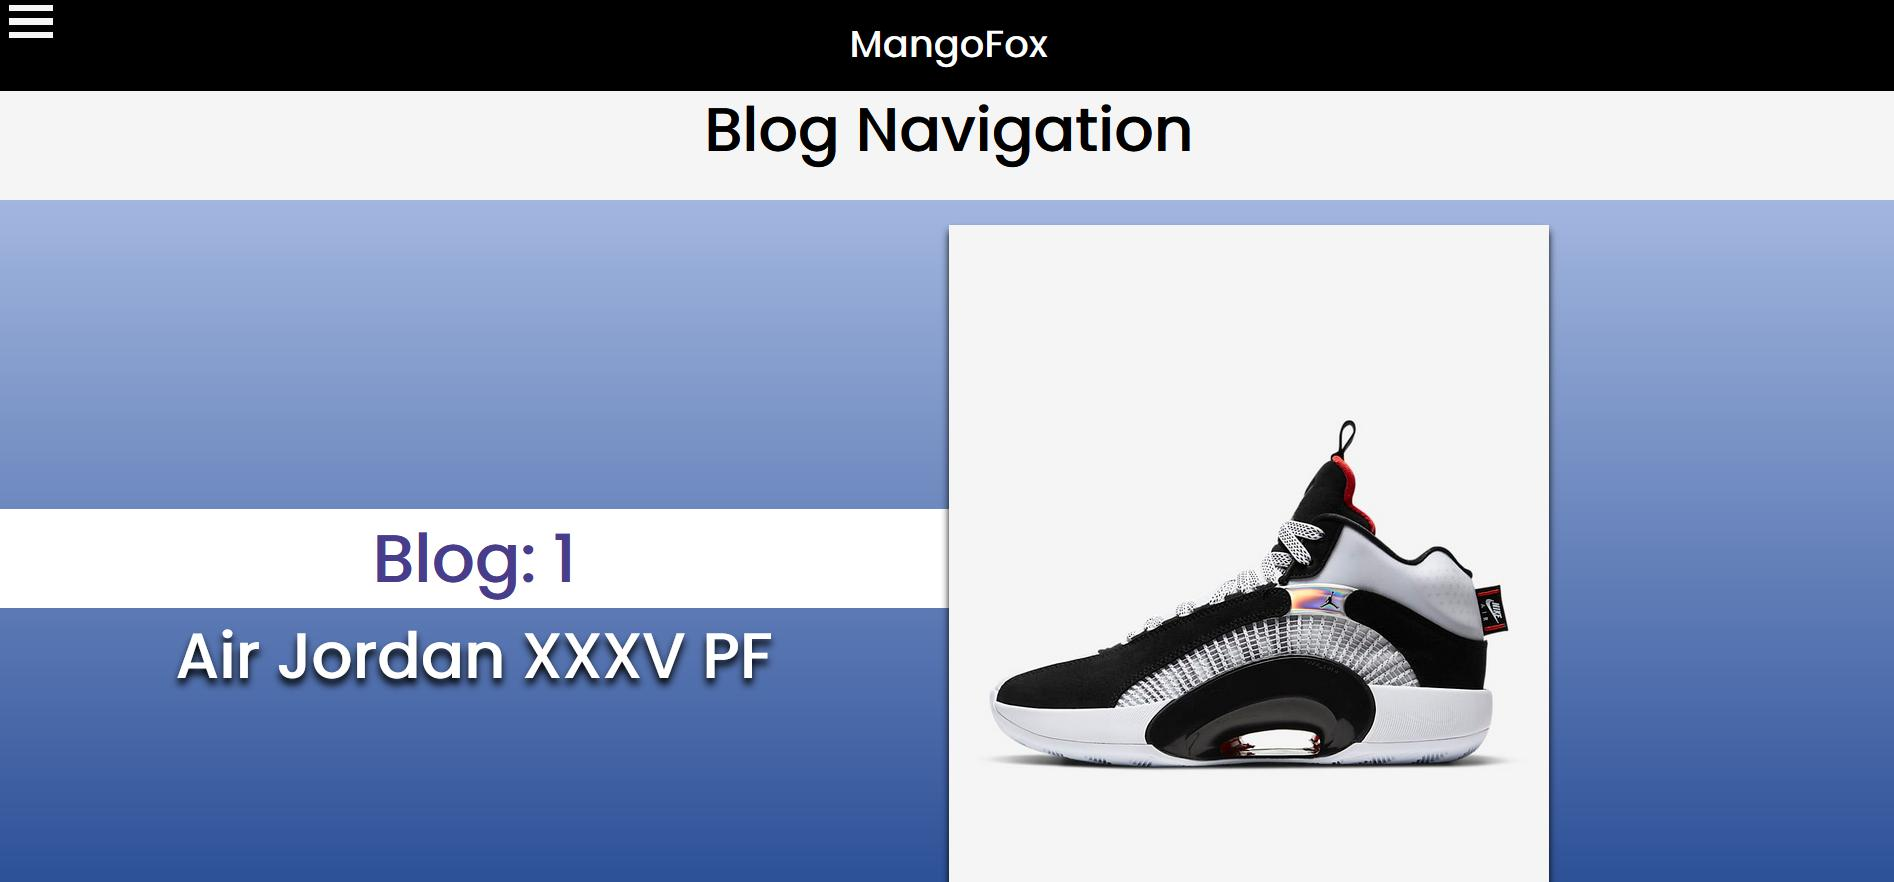 MangoFox
Blog Navigation
Blog: 1
Air Jordan XXXV PF